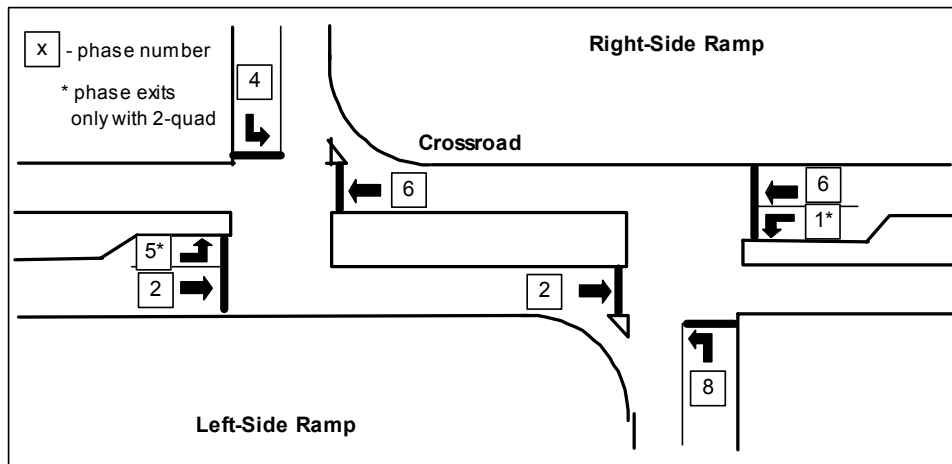 x - phase number
* phase exits
only with 2-quad
4
Right-Side Ramp
Crossroad
6
6
1*
5*
2
2
8
Left-Side Ramp